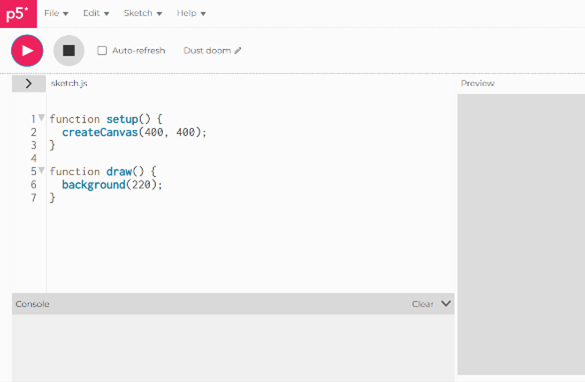 p5*
File Edit Sketch Help
Auto-refresh Dust doom
sketch.js
Preview
1 function setup() {
2 createCanvas(400, 400);
3 }
4
5 function draw() {
6 background(220);
7 }
Console
Clear